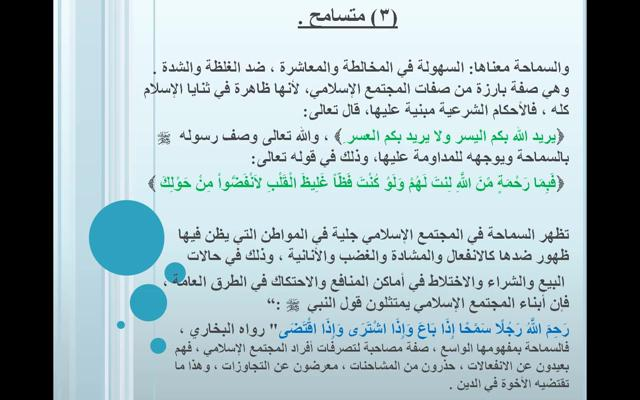 (٣) متسامح .
والسماحة معناها: السهولة في المخالطة والمعاشرة ، ضد الغلظة والشدة .
وهي صفة بارزة من صفات المجتمع الإسلامي، لأنها ظاهرة في ثنايا الإسلام
كله ، فالأحكام الشرعية مبنية عليها، قال تعالى:
﴿يريد الله بكم اليسر ولا يريد بكم العسر﴾ ، والله تعالى وصف رسوله ﷺ
بالسماحة ويوجهه للمداومة عليها، وذلك في قوله تعالى:
﴿فَبِمَا رَحْمَةٍ مِّنَ اللَّهِ لِنتَ لَهُمْ وَلَوْ كُنْتَ فَظًّا غَلِيظَ الْقَلْبِ لَانْفَضُّواْ مِنْ حَوْلِكَ﴾
تظهر السماحة في المجتمع الإسلامي جلية في المواطن التي يظن فيها
ظهور ضدها كالانفعال والمشادة والغضب والأنانية ، وذلك في حالات
البيع والشراء والاختلاط في أماكن المنافع والاحتكاك في الطرق العامة ،
فإن أبناء المجتمع الإسلامي يمتثلون قول النبي ﷺ :“
رَحِمَ اللَّهُ رَجُلًا سَمْحًا إِذَا بَاعَ وَإِذَا اشْتَرَى وَإِذَا اقْتَضَى" رواه البخاري ،
فالسماحة بمفهومها الواسع ، صفة مصاحبة لتصرفات أفراد المجتمع الإسلامي ، فهم
بعيدون عن الانفعالات ، حذرون من المشاحنات ، معرضون عن التجاوزات ، وهذا ما
تقتضيه الأخوة في الدين .